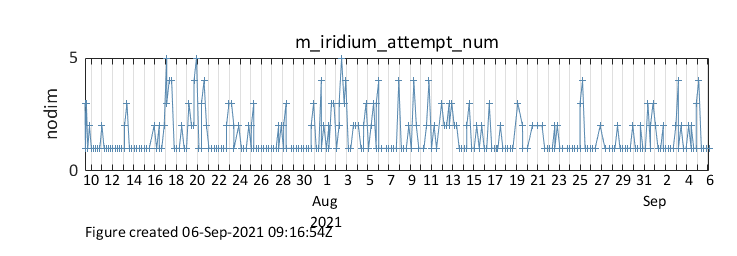 m_iridium_attempt_num
nodim
5
0
10 12 14 16 18 20 22 24 26 28 30 1 3 5 7 9 11 13 15 17 19 21 23 25 27 29 31 2 4 6
Aug Sep
2021
Figure created 06-Sep-2021 09:16:54Z